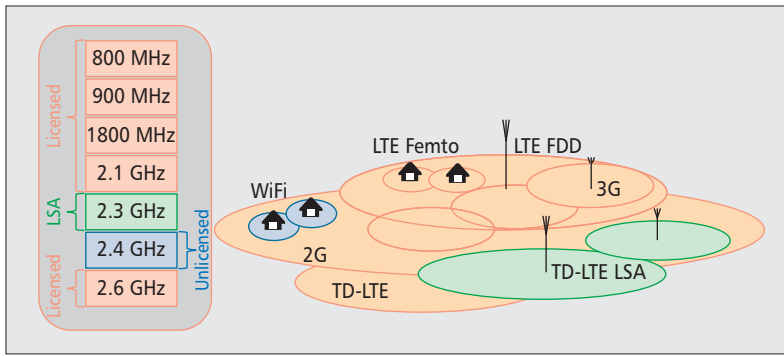 Licensed
LSA
Licensed
800 MHz
900 MHz
1800 MHz
2.1 GHz
2.3 GHz
2.4 GHz
2.6 GHz
Unlicensed
LTE Femto
LTE FDD
WiFi
3G
2G
TD-LTE LSA
TD-LTE